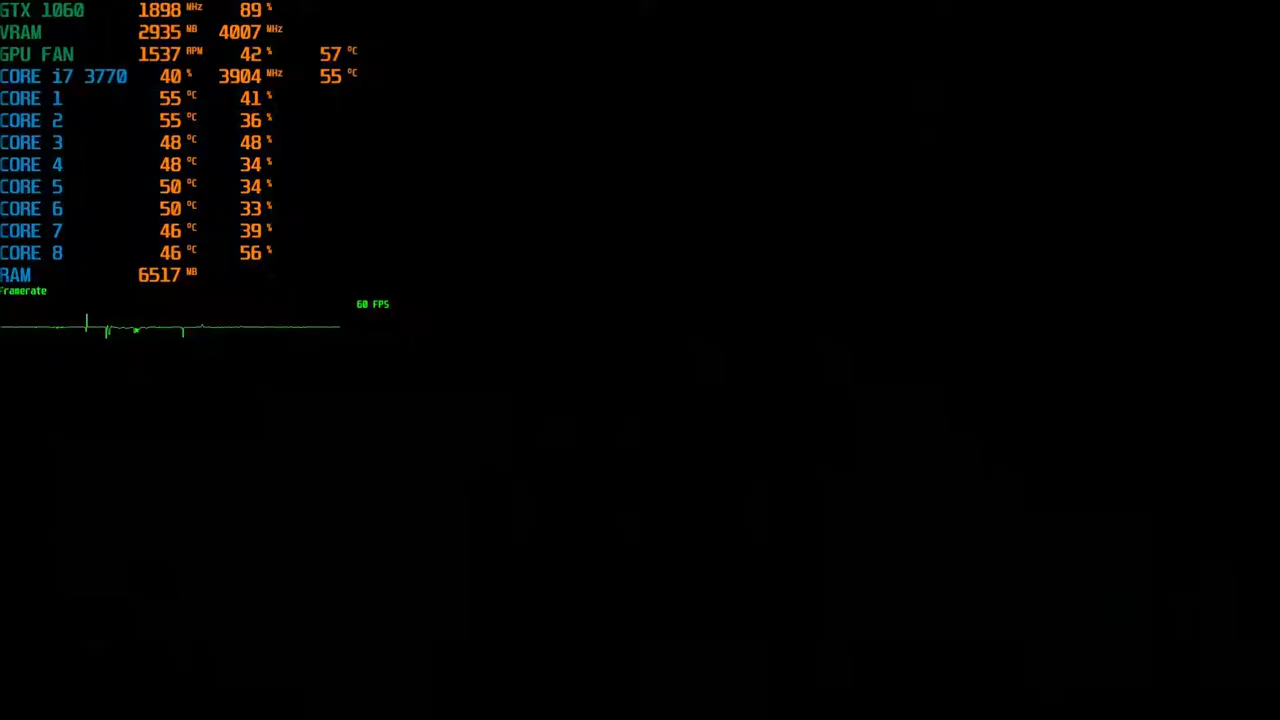 GTX 1060 1898 MHz 89 %
VRAM 2935 MB 4007 MHz
GPU FAN 1537 RPM 42 % 57 °C
CORE i7 3770 40 % 3904 MHz 55 °C
CORE 1 55 °C 41 %
CORE 2 55 °C 36 %
CORE 3 48 °C 48 %
CORE 4 48 °C 34 %
CORE 5 50 °C 34 %
CORE 6 50 °C 33 %
CORE 7 46 °C 39 %
CORE 8 46 °C 56 %
RAM 6517 MB
Framerate
60 FPS